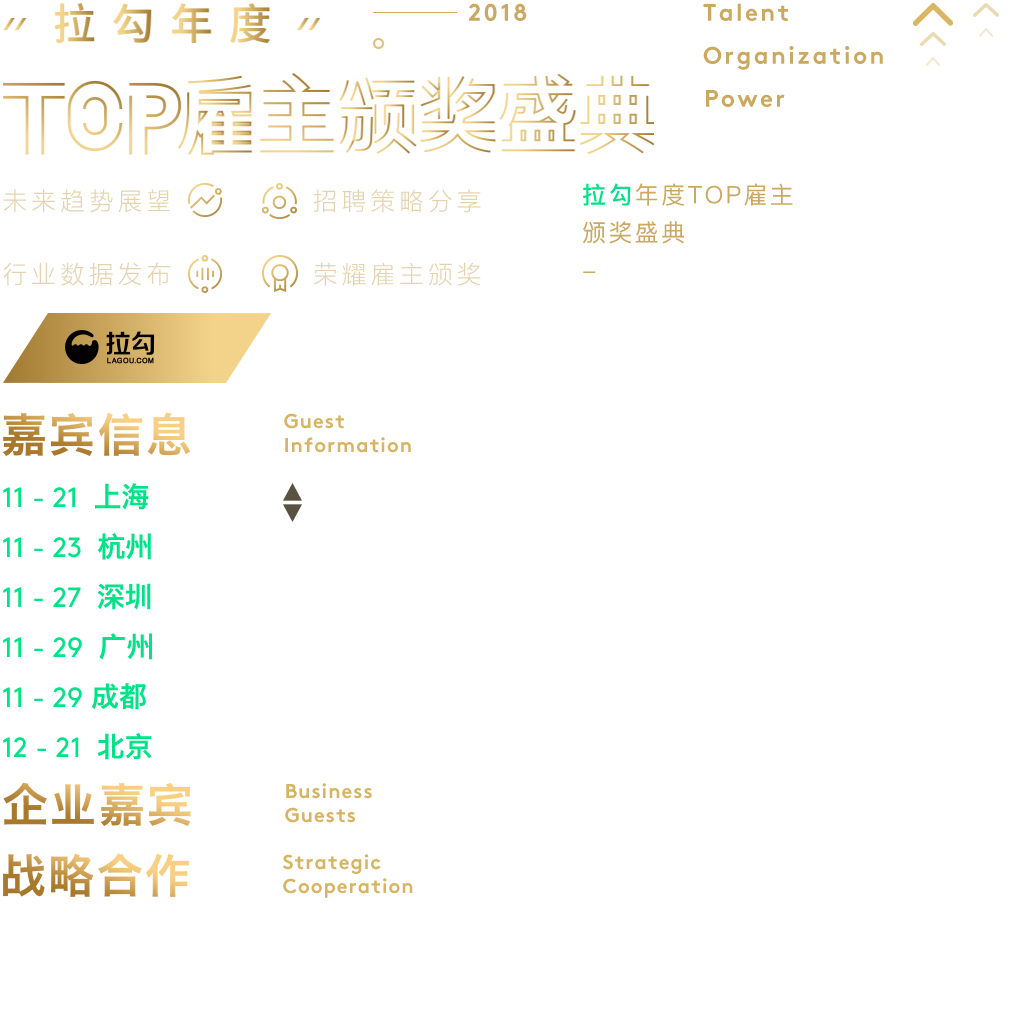 〃拉勾年度〃
2018
Talent
Organization
Power
TOP雇主颁奖盛典
未来趋势展望
招聘策略分享
行业数据发布
荣耀雇主颁奖
拉勾年度TOP雇主
颁奖盛典
–
拉勾
LAGOU.COM
嘉宾信息
Guest
Information
11 - 21 上海
11 - 23 杭州
11 - 27 深圳
11 - 29 广州
11 - 29 成都
12 - 21 北京
企业嘉宾
Business
Guests
战略合作
Strategic
Cooperation